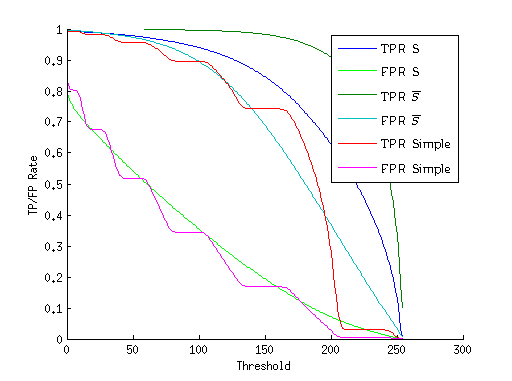 1
0.9
0.8
0.7
0.6
0.5
0.4
0.3
0.2
0.1
0
TP/FP Rate
0
50
100
150
200
250
300
Threshold
TPR S
FPR S
TPR S̅
FPR S̅
TPR Simple
FPR Simple